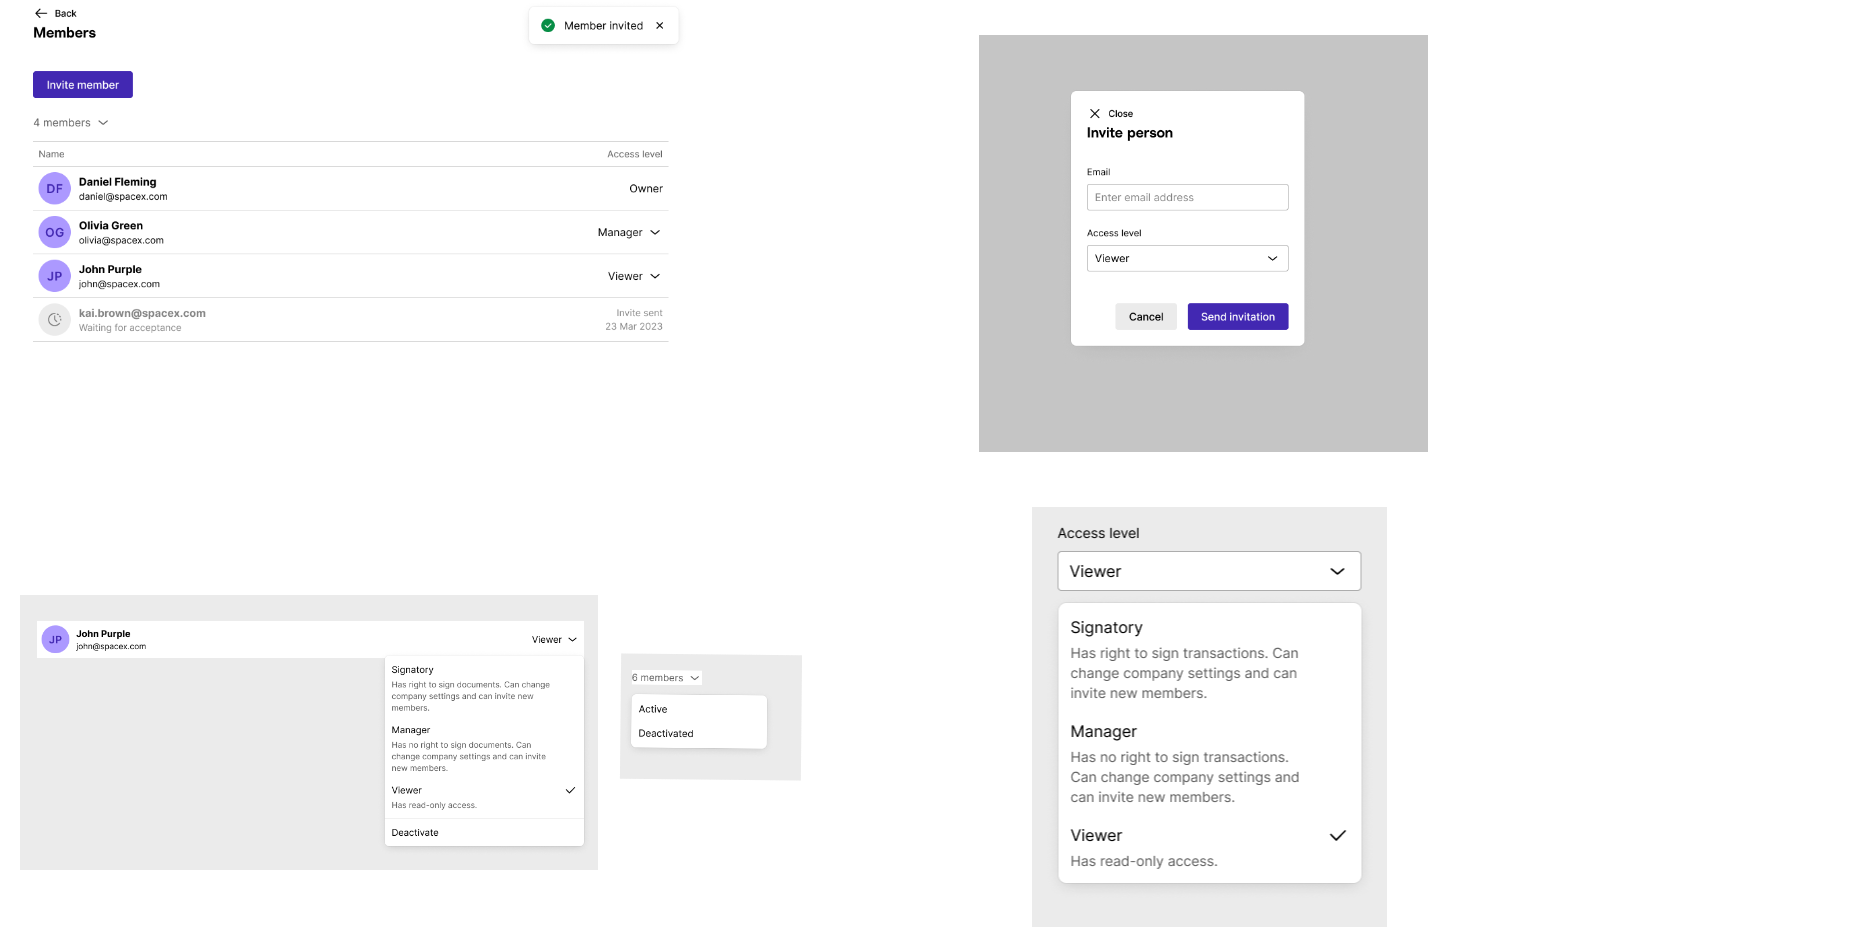 Back
Members
Member invited
Invite member
4 members
Name Access level
DF Daniel Fleming
daniel@spacex.com
Owner
OG Olivia Green
olivia@spacex.com
Manager
JP John Purple
john@spacex.com
Viewer
kai.brown@spacex.com
Waiting for acceptance
Invite sent
23 Mar 2023
Close
Invite person
Email
Enter email address
Access level
Viewer
Cancel Send invitation
JP John Purple
john@spacex.com
Viewer
Signatory
Has right to sign documents. Can change
company settings and can invite new
members.
Manager
Has no right to sign documents. Can
change company settings and can invite
new members.
Viewer
Has read-only access.
Deactivate
6 members
Active
Deactivated
Access level
Viewer
Signatory
Has right to sign transactions. Can
change company settings and can
invite new members.
Manager
Has no right to sign transactions.
Can change company settings and
can invite new members.
Viewer
Has read-only access.